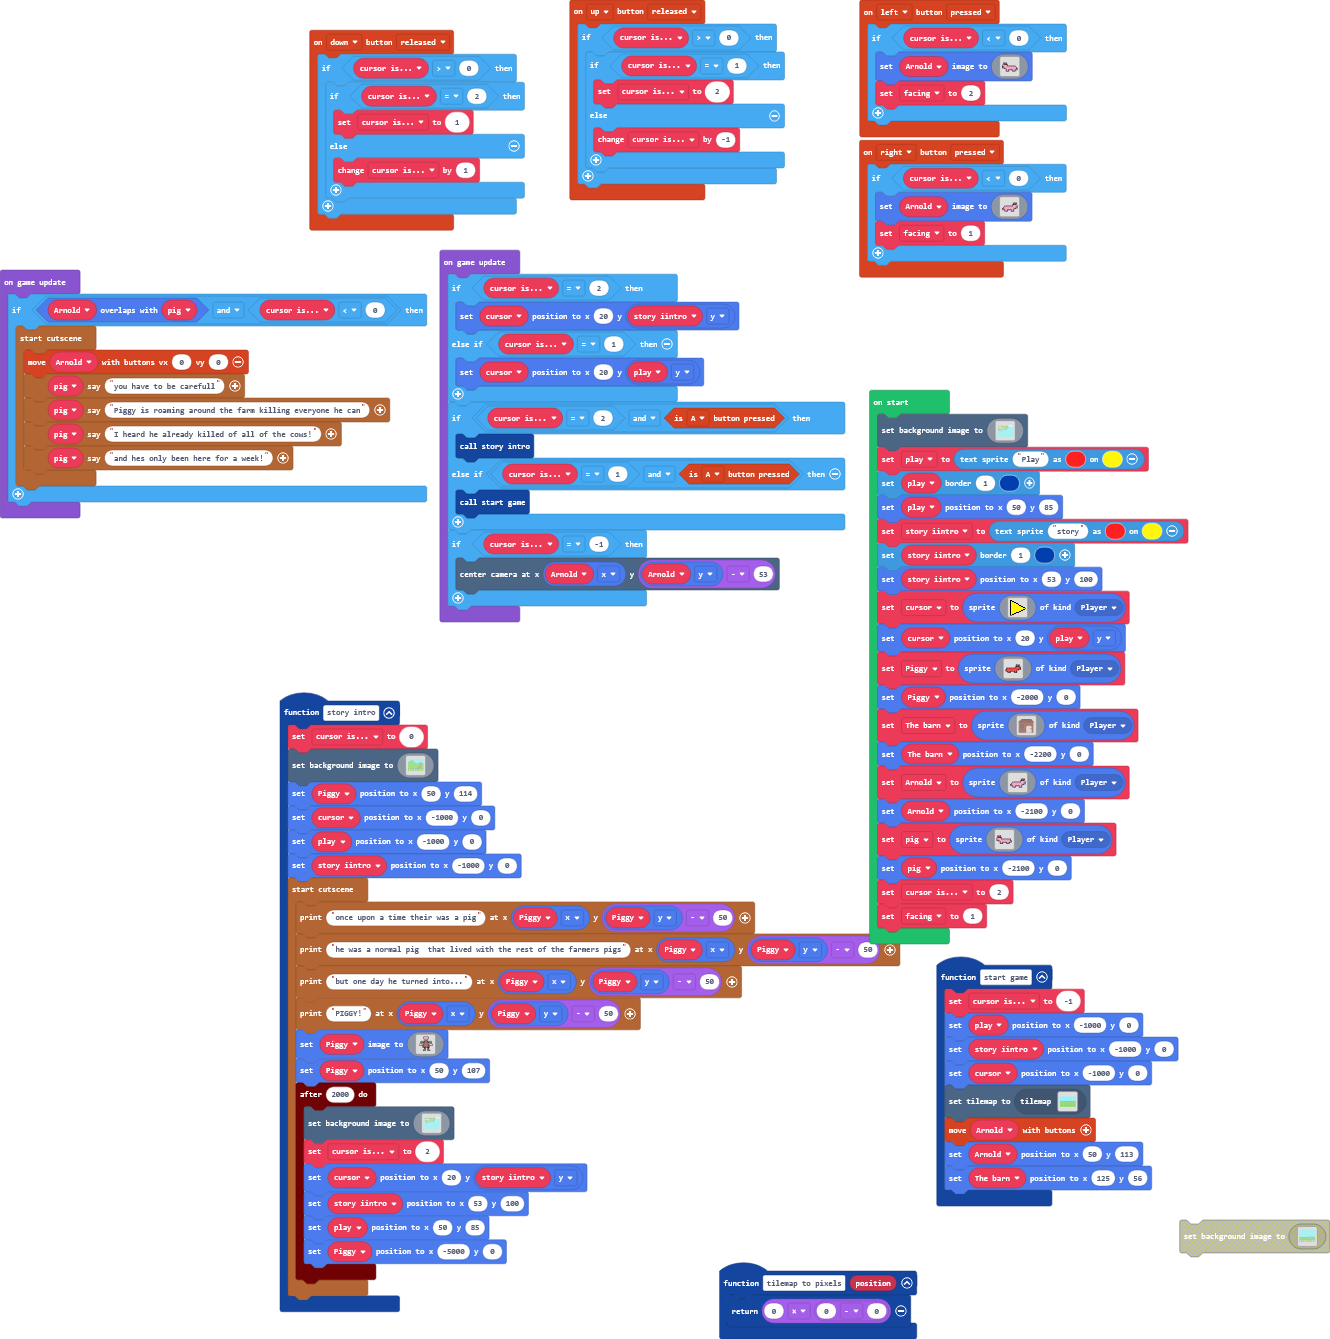 on down button released
if cursor is... > 0 then
if cursor is... = 2 then
set cursor is... to 1
else
change cursor is... by 1
on up button released
if cursor is... > 0 then
if cursor is... = 1 then
set cursor is... to 2
else
change cursor is... by -1
on left button pressed
if cursor is... < 0 then
set Arnold image to
set facing to 2
on right button pressed
if cursor is... < 0 then
set Arnold image to
set facing to 1
on game update
if Arnold overlaps with pig and cursor is... < 0 then
start cutscene
move Arnold with buttons vx 0 vy 0
pig say "you have to be carefull"
pig say "Piggy is roaming around the farm killing everyone he can"
pig say "I heard he already killed of all of the cows!"
pig say "and hes only been here for a week!"
on game update
if cursor is... = 2 then
set cursor position to x 20 y story iintro y
else if cursor is... = 1 then
set cursor position to x 20 y play y
if cursor is... = 2 and is A button pressed then
call story intro
else if cursor is... = 1 and is A button pressed then
call start game
if cursor is... = -1 then
center camera at x Arnold x y Arnold y - 53
on start
set background image to
set play to text sprite "Play" as on
set play border 1
set play position to x 50 y 85
set story iintro to text sprite "story" as on
set story iintro border 1
set story iintro position to x 53 y 100
set cursor to sprite of kind Player
set cursor position to x 20 y play y
set Piggy to sprite of kind Player
set Piggy position to x -2000 y 0
set The barn to sprite of kind Player
set The barn position to x -2200 y 0
set Arnold to sprite of kind Player
set Arnold position to x -2100 y 0
set pig to sprite of kind Player
set pig position to x -2100 y 0
set cursor is... to 2
set facing to 1
function story intro
set cursor is... to 0
set background image to
set Piggy position to x 50 y 114
set cursor position to x -1000 y 0
set play position to x -1000 y 0
set story iintro position to x -1000 y 0
start cutscene
print "once upon a time their was a pig" at x Piggy x y Piggy y - 50
print "he was a normal pig  that lived with the rest of the farmers pigs" at x Piggy x y Piggy y - 50
print "but one day he turned into..." at x Piggy x y Piggy y - 50
print "PIGGY!" at x Piggy x y Piggy y - 50
set Piggy image to
set Piggy position to x 50 y 107
after 2000 do
set background image to
set cursor is... to 2
set cursor position to x 20 y story iintro y
set story iintro position to x 53 y 100
set play position to x 50 y 85
set Piggy position to x -5000 y 0
function start game
set cursor is... to -1
set play position to x -1000 y 0
set story iintro position to x -1000 y 0
set cursor position to x -1000 y 0
set tilemap to tilemap
move Arnold with buttons
set Arnold position to x 50 y 113
set The barn position to x 125 y 56
set background image to
function tilemap to pixels position
return 0 x 0 - 0